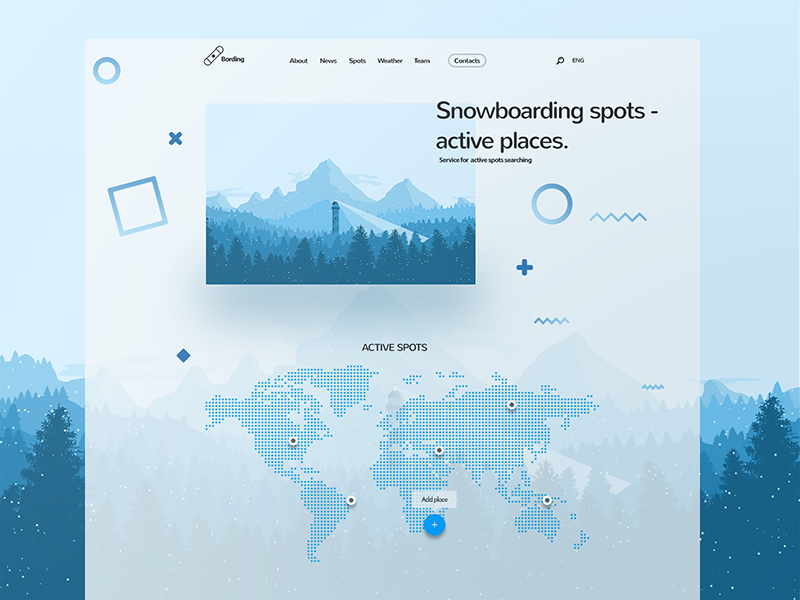 Bording
About News Spots Weather Team Contacts
ENG
Snowboarding spots -
active places.
Service for active spots searching
ACTIVE SPOTS
Add place
+